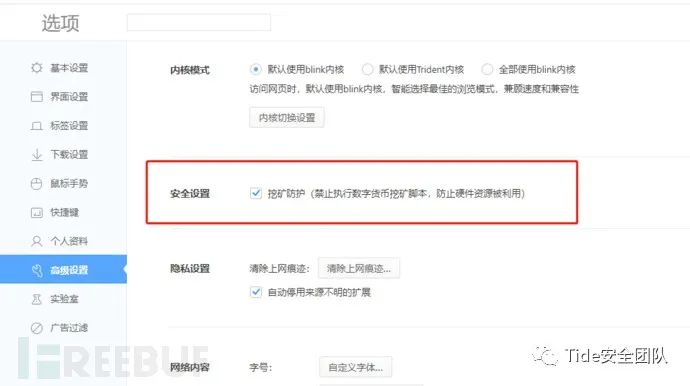 选项
基本设置
界面设置
标签设置
下载设置
鼠标手势
快捷键
个人资料
高级设置
实验室
广告过滤
内核模式
默认使用blink内核 默认使用Trident内核 全部使用blink内核
访问网页时，默认使用blink内核，智能选择最佳的浏览模式，兼顾速度和兼容性
内核切换设置
安全设置
挖矿防护（禁止执行数字货币挖矿脚本，防止硬件资源被利用）
隐私设置
清除上网痕迹： 清除上网痕迹...
自动停用来源不明的扩展
网络内容
字号： 自定义字体...
FREEBUF
Tide安全团队